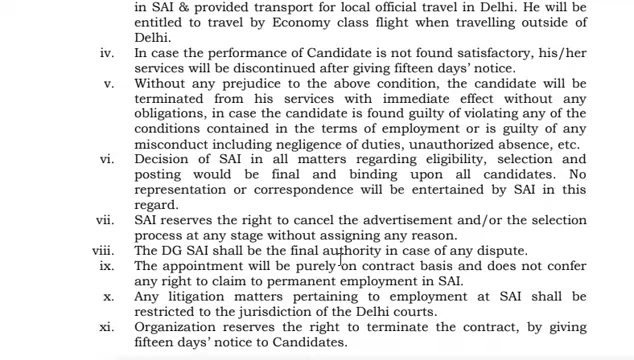 in SAI & provided transport for local official travel in Delhi. He will be
entitled to travel by Economy class flight when travelling outside of
Delhi.
iv. In case the performance of Candidate is not found satisfactory, his/her
services will be discontinued after giving fifteen days' notice.
v. Without any prejudice to the above condition, the candidate will be
terminated from his services with immediate effect without any
obligations, in case the candidate is found guilty of violating any of the
conditions contained in the terms of employment or is guilty of any
misconduct including negligence of duties, unauthorized absence, etc.
vi. Decision of SAI in all matters regarding eligibility, selection and
posting would be final and binding upon all candidates. No
representation or correspondence will be entertained by SAI in this
regard.
vii. SAI reserves the right to cancel the advertisement and/or the selection
process at any stage without assigning any reason.
viii. The DG SAI shall be the final authority in case of any dispute.
ix. The appointment will be purely on contract basis and does not confer
any right to claim to permanent employment in SAI.
x. Any litigation matters pertaining to employment at SAI shall be
restricted to the jurisdiction of the Delhi courts.
xi. Organization reserves the right to terminate the contract, by giving
fifteen days' notice to Candidates.